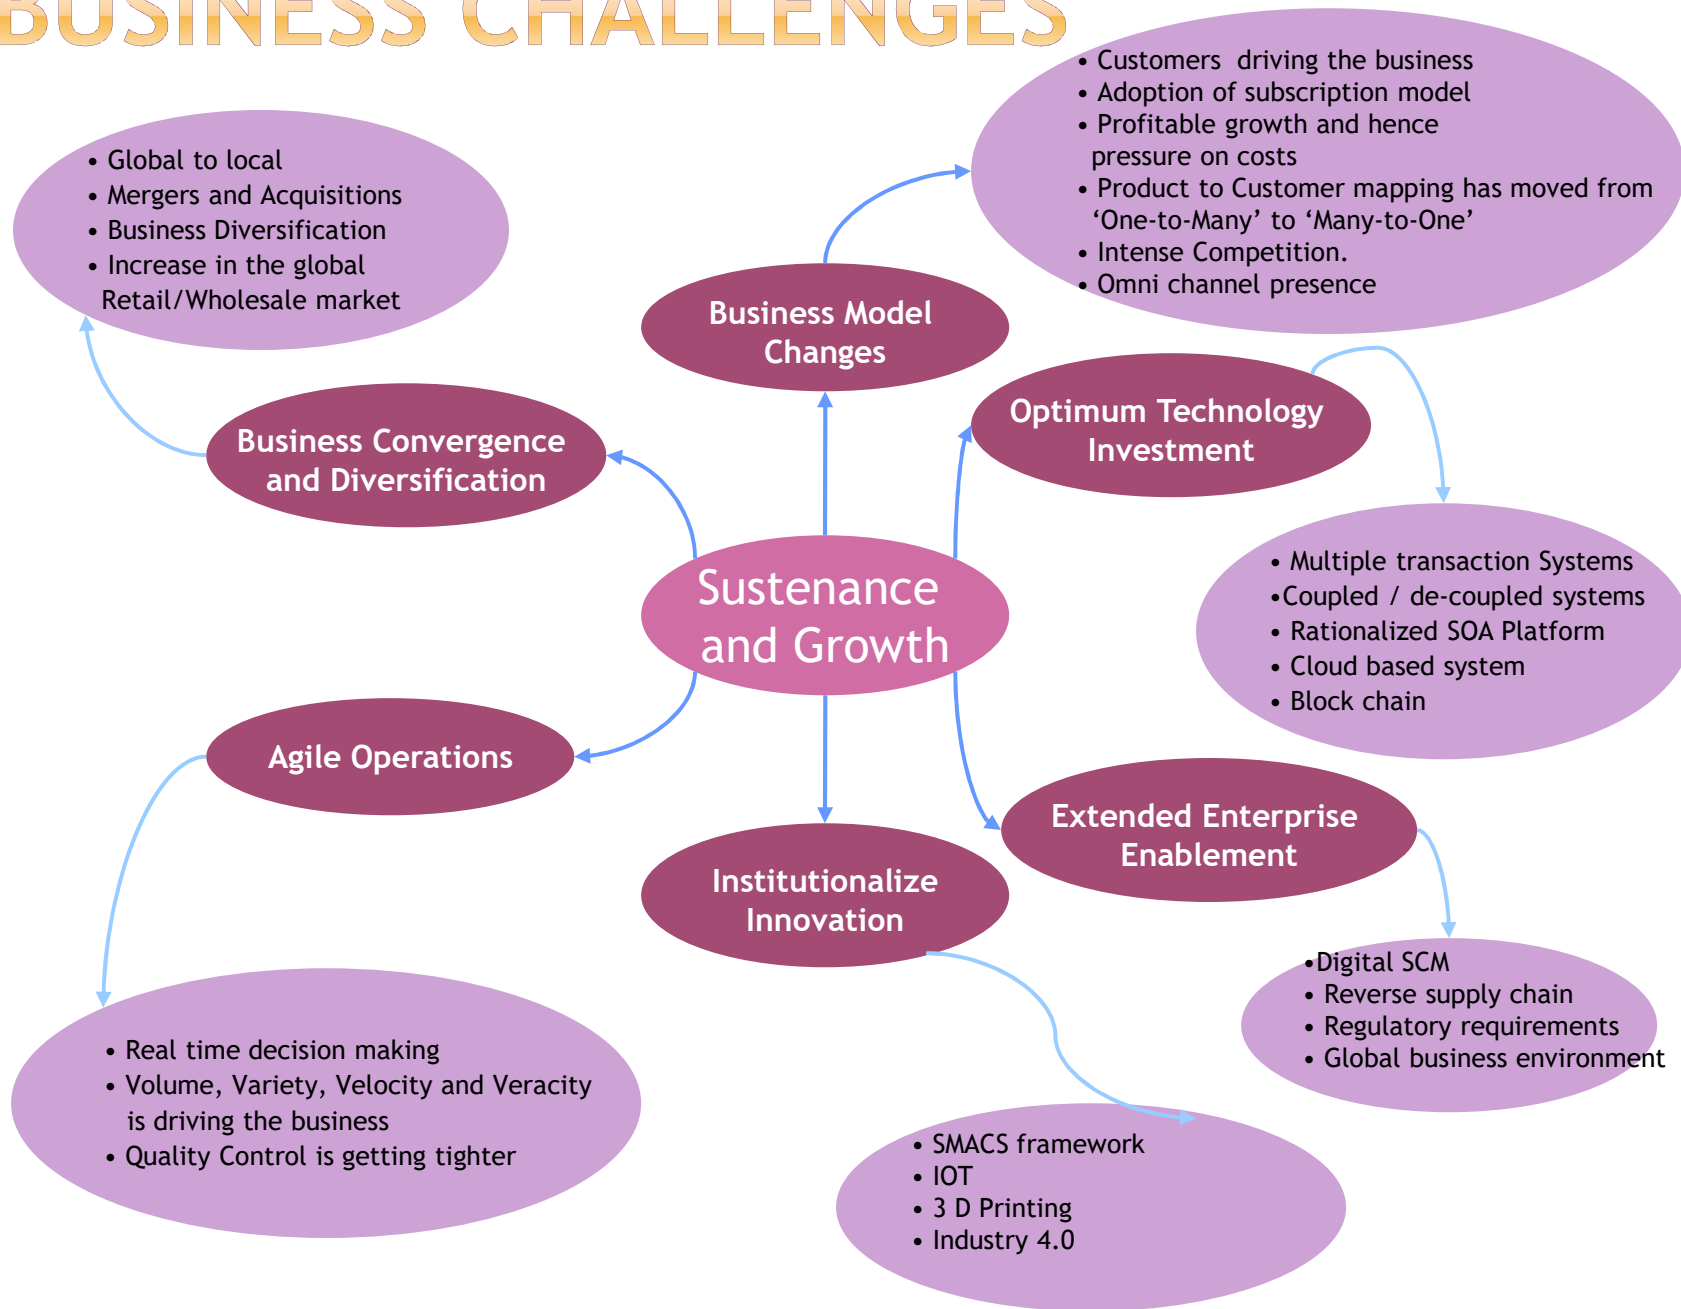 BUSINESS CHALLENGES
• Customers driving the business
• Adoption of subscription model
• Profitable growth and hence
pressure on costs
• Product to Customer mapping has moved from
‘One-to-Many’ to ‘Many-to-One’
• Intense Competition.
• Omni channel presence
• Global to local
• Mergers and Acquisitions
• Business Diversification
• Increase in the global
Retail/Wholesale market
Business Model
Changes
Optimum Technology
Investment
Business Convergence
and Diversification
• Multiple transaction Systems
•Coupled / de-coupled systems
• Rationalized SOA Platform
• Cloud based system
• Block chain
Sustenance
and Growth
Agile Operations
Extended Enterprise
Enablement
Institutionalize
Innovation
•Digital SCM
• Reverse supply chain
• Regulatory requirements
• Global business environment
• Real time decision making
• Volume, Variety, Velocity and Veracity
is driving the business
• Quality Control is getting tighter
• SMACS framework
• IOT
• 3 D Printing
• Industry 4.0